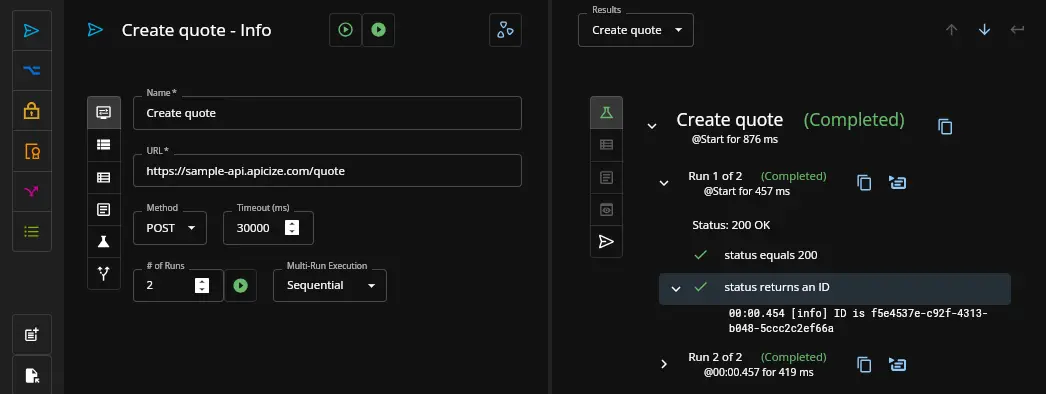 Create quote - Info
Name *
Create quote
URL *
https://sample-api.apicize.com/quote
Method
POST
Timeout (ms)
30000
# of Runs
2
Multi-Run Execution
Sequential
Results
Create quote
Create quote (Completed)
@Start for 876 ms
Run 1 of 2 (Completed)
@Start for 457 ms
Status: 200 OK
status equals 200
status returns an ID
00:00.454 [info] ID is f5e4537e-c92f-4313-
b048-5ccc2c2ef66a
Run 2 of 2 (Completed)
@00:00.457 for 419 ms